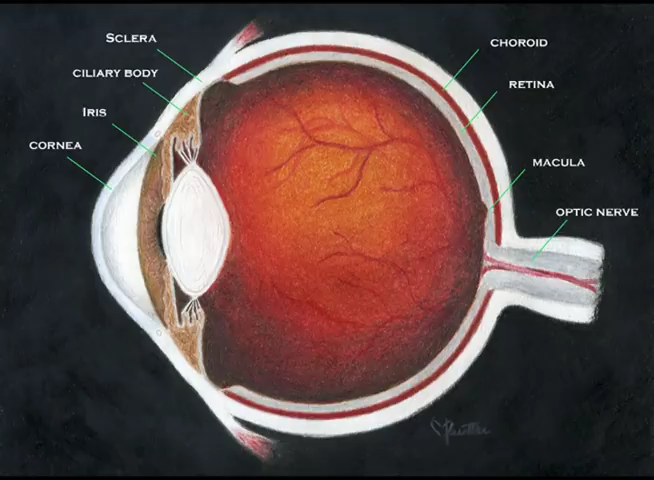 Sclera
ciliary body
Iris
cornea
choroid
retina
macula
optic nerve